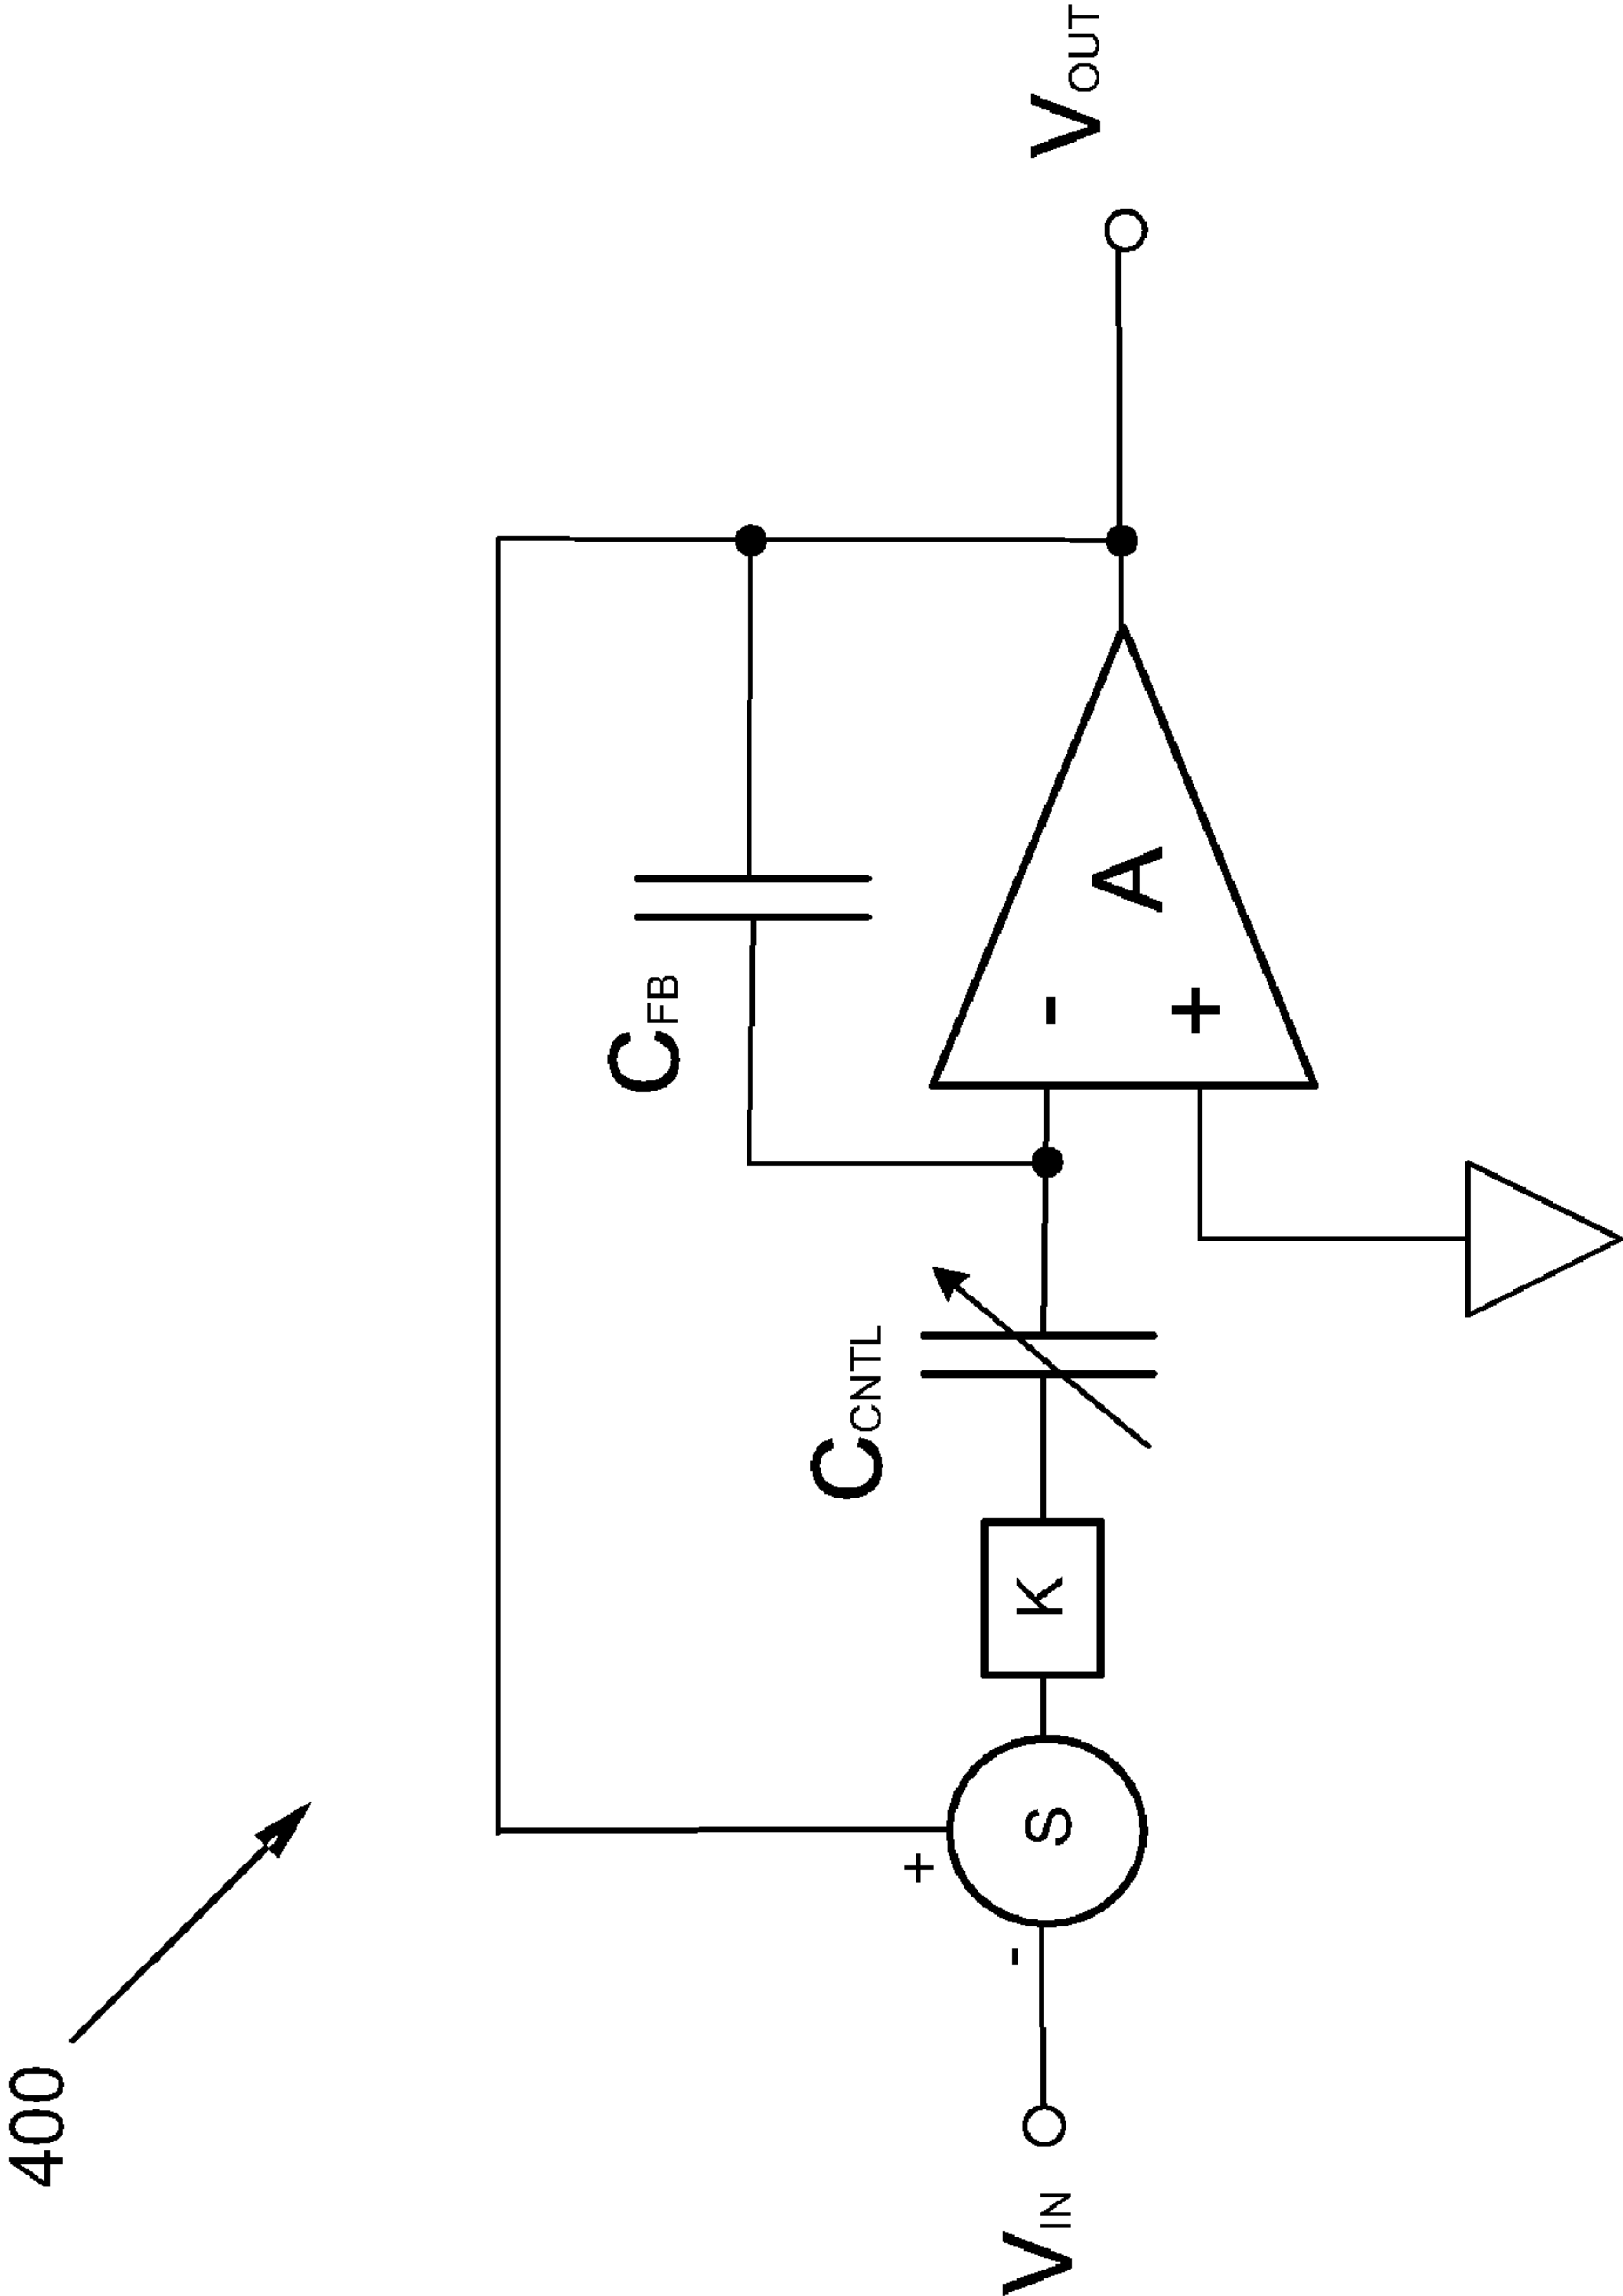 400
C_FB
C_CNTL
V_IN
-
+
S
K
-
+
A
V_OUT